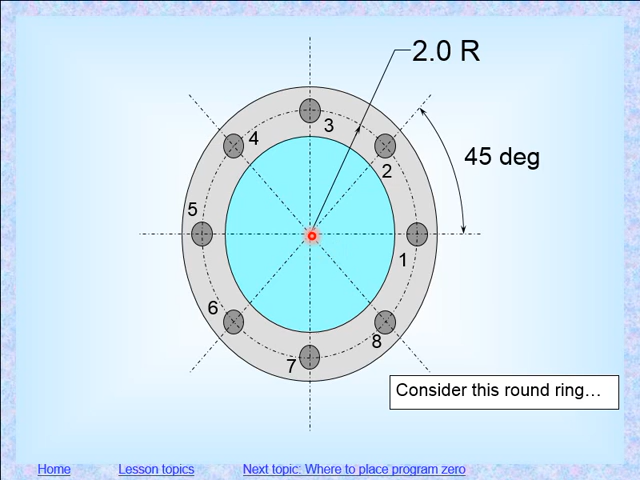 2.0 R
45 deg
3
4
2
5
1
6
8
7
Consider this round ring…
Home
Lesson topics
Next topic: Where to place program zero